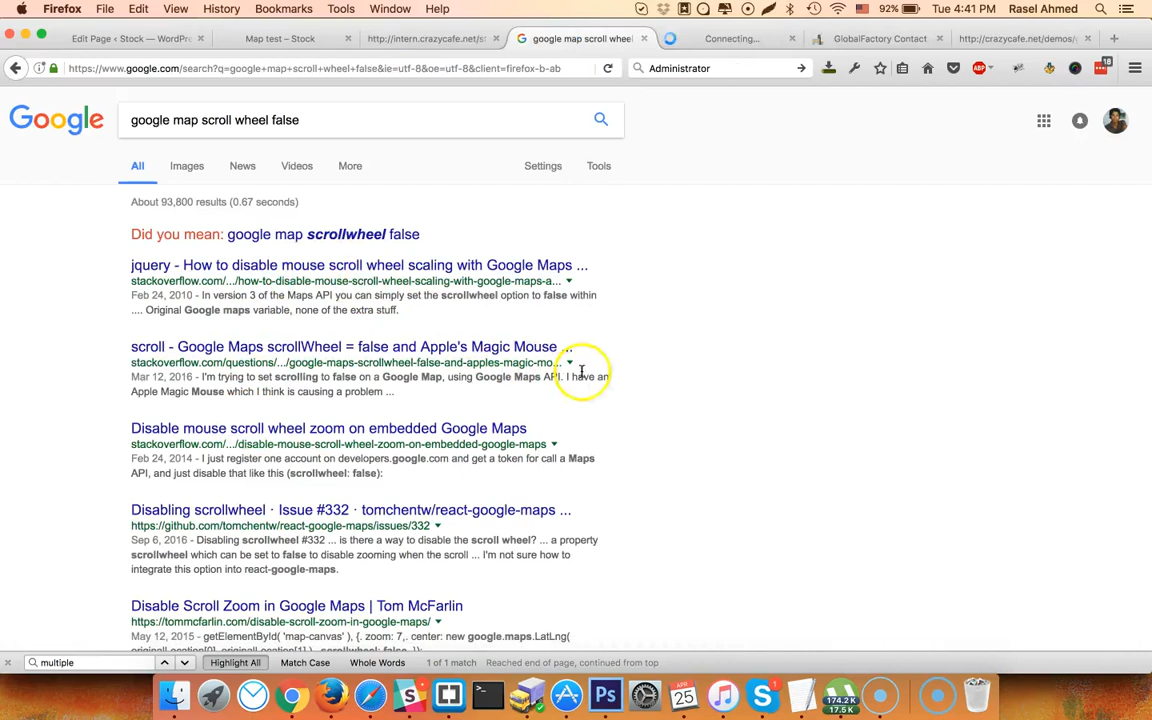 Firefox File Edit View History Bookmarks Tools Window Help 92% Tue 4:41 PM Rasel Ahmed
Edit Page ‹ Stock — WordPre Map test – Stock http://intern.crazycafe.net/st google map scroll wheel Connecting... GlobalFactory Contact http://crazycafe.net/demos/
https://www.google.com/search?q=google+map+scroll+wheel+false&ie=utf-8&oe=utf-8&client=firefox-b-ab Administrator ABP 18
Google google map scroll wheel false
All Images News Videos More Settings Tools
About 93,800 results (0.67 seconds)
Did you mean: google map scrollwheel false
jquery - How to disable mouse scroll wheel scaling with Google Maps ...
stackoverflow.com/.../how-to-disable-mouse-scroll-wheel-scaling-with-google-maps-a...
Feb 24, 2010 - In version 3 of the Maps API you can simply set the scrollwheel option to false within
.... Original Google maps variable, none of the extra stuff.
scroll - Google Maps scrollWheel = false and Apple's Magic Mouse ...
stackoverflow.com/questions/.../google-maps-scrollwheel-false-and-apples-magic-mo...
Mar 12, 2016 - I'm trying to set scrolling to false on a Google Map, using Google Maps API. I have an
Apple Magic Mouse which I think is causing a problem ...
Disable mouse scroll wheel zoom on embedded Google Maps
stackoverflow.com/.../disable-mouse-scroll-wheel-zoom-on-embedded-google-maps
Feb 24, 2014 - I just register one account on developers.google.com and get a token for call a Maps
API, and just disable that like this (scrollwheel: false):
Disabling scrollwheel · Issue #332 · tomchentw/react-google-maps ...
https://github.com/tomchentw/react-google-maps/issues/332
Sep 6, 2016 - Disabling scrollwheel #332 ... is there a way to disable the scroll wheel? ... a property
scrollwheel which can be set to false to disable zooming when the scroll ... I'm not sure how to
integrate this option into react-google-maps.
Disable Scroll Zoom in Google Maps | Tom McFarlin
https://tommcfarlin.com/disable-scroll-zoom-in-google-maps/
May 12, 2015 - getElementById( 'map-canvas' ), {. zoom: 7,. center: new google.maps.LatLng(
multiple Highlight All Match Case Whole Words 1 of 1 match Reached end of page, continued from top
Ps APR 25 1 174.2 K 17.5 K